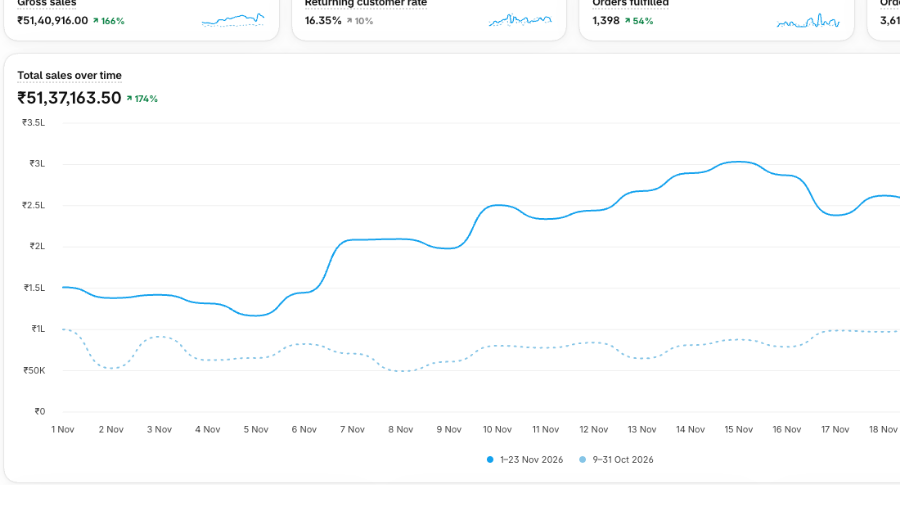 Gross sales
₹51,40,916.00 ↗ 166%
Returning customer rate
16.35% ↗ 10%
Orders fulfilled
1,398 ↗ 54%
Total sales over time
₹51,37,163.50 ↗ 174%
₹3.5L
₹3L
₹2.5L
₹2L
₹1.5L
₹1L
₹50K
₹0
1 Nov 2 Nov 3 Nov 4 Nov 5 Nov 6 Nov 7 Nov 8 Nov 9 Nov 10 Nov 11 Nov 12 Nov 13 Nov 14 Nov 15 Nov 16 Nov 17 Nov 18 Nov
1–23 Nov 2026 9–31 Oct 2026